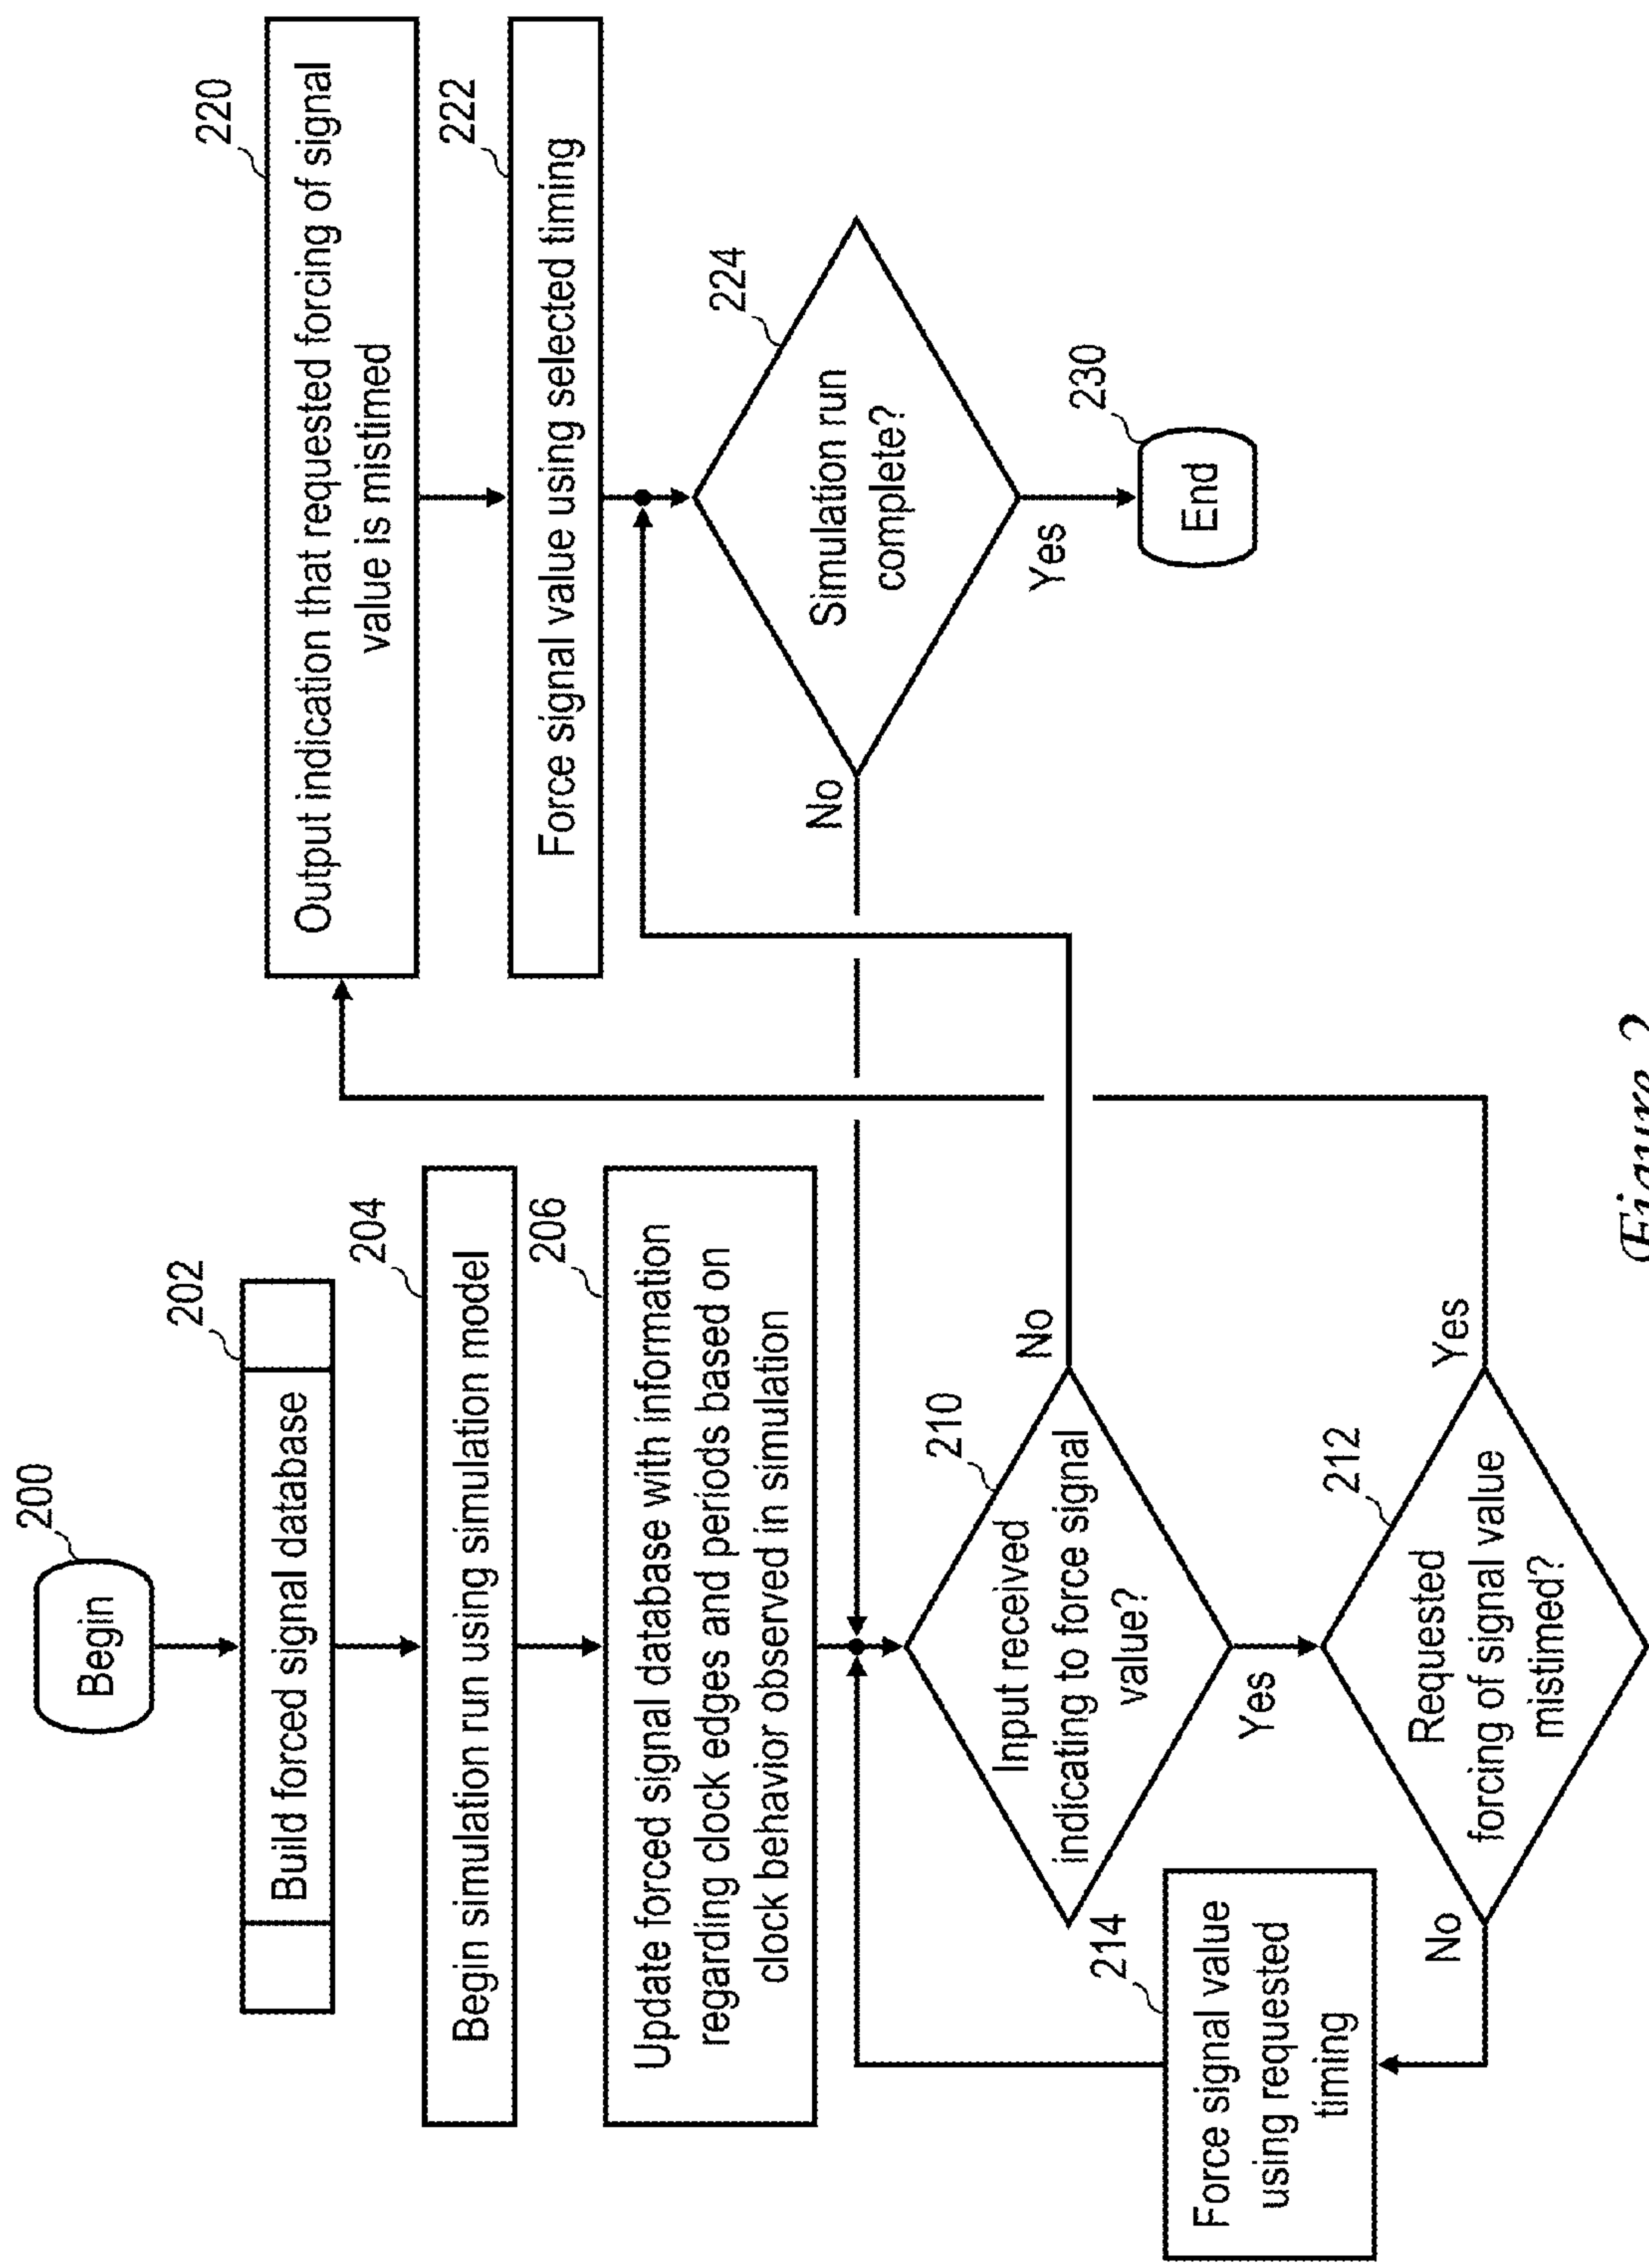 200
Begin
202
Build forced signal database
204
Begin simulation run using simulation model
206
Update forced signal database with information
regarding clock edges and periods based on
clock behavior observed in simulation
210
Input received
indicating to force signal
value?
No
Yes
212
Requested
forcing of signal value
mistimed?
No
Yes
214
Force signal value
using requested
timing
220
Output indication that requested forcing of signal
value is mistimed
222
Force signal value using selected timing
224
Simulation run
complete?
No
Yes
230
End
Figure 2